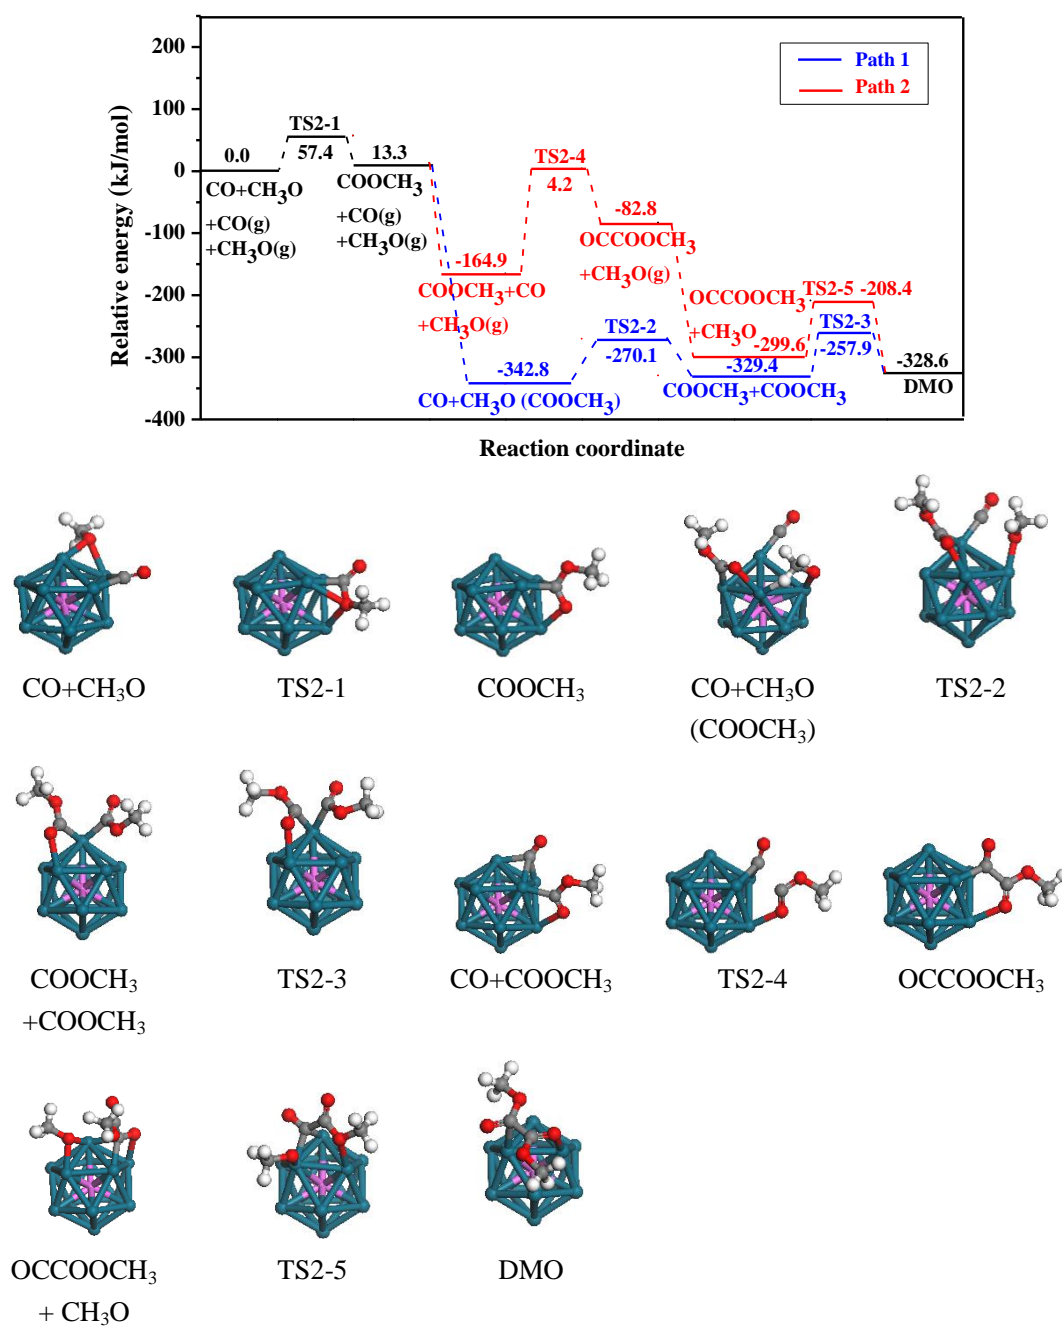 200
100
0
-100
-200
-300
-400
Relative energy (kJ/mol)
Reaction coordinate
Path 1
Path 2
0.0
CO+CH3O
+CO(g)
+CH3O(g)
TS2-1
57.4
13.3
COOCH3
+CO(g)
+CH3O(g)
-164.9
COOCH3+CO
+CH3O(g)
TS2-4
4.2
-82.8
OCCOOCH3
+CH3O(g)
OCCOOCH3
+CH3O
-299.6
TS2-5 -208.4
-342.8
CO+CH3O (COOCH3)
TS2-2
-270.1
-329.4
COOCH3+COOCH3
TS2-3
-257.9
-328.6
DMO
CO+CH3O
TS2-1
COOCH3
CO+CH3O
(COOCH3)
TS2-2
COOCH3
+COOCH3
TS2-3
CO+COOCH3
TS2-4
OCCOOCH3
OCCOOCH3
+ CH3O
TS2-5
DMO